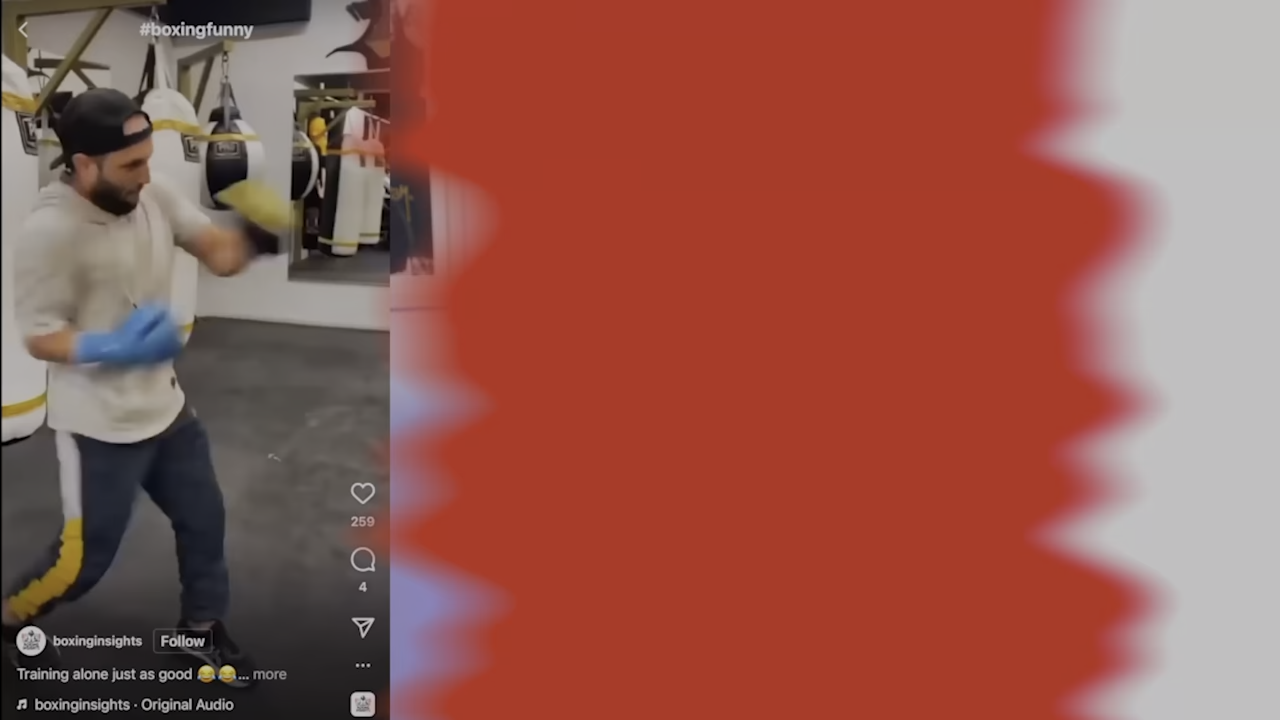 #boxingfunny
259
4
boxinginsights Follow
Training alone just as good 😂😂... more
boxinginsights · Original Audio